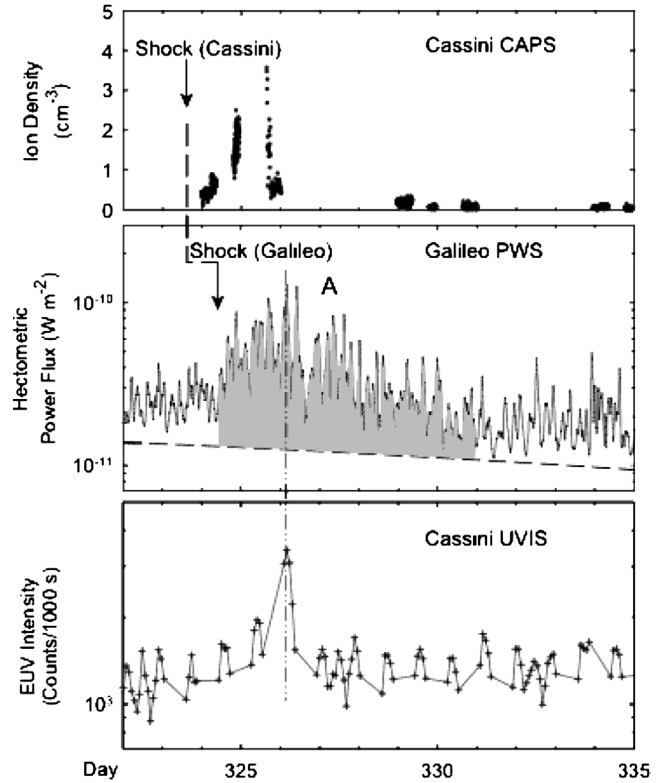 5
Shock (Cassini)
Cassini CAPS
4
3
2
1
0
Ion Density
(cm⁻³)
Shock (Galileo)
Galileo PWS
A
10⁻¹⁰
10⁻¹¹
Hectometric
Power Flux (W m⁻²)
Cassini UVIS
EUV Intensity
(Counts/1000 s)
10³
Day
325
330
335